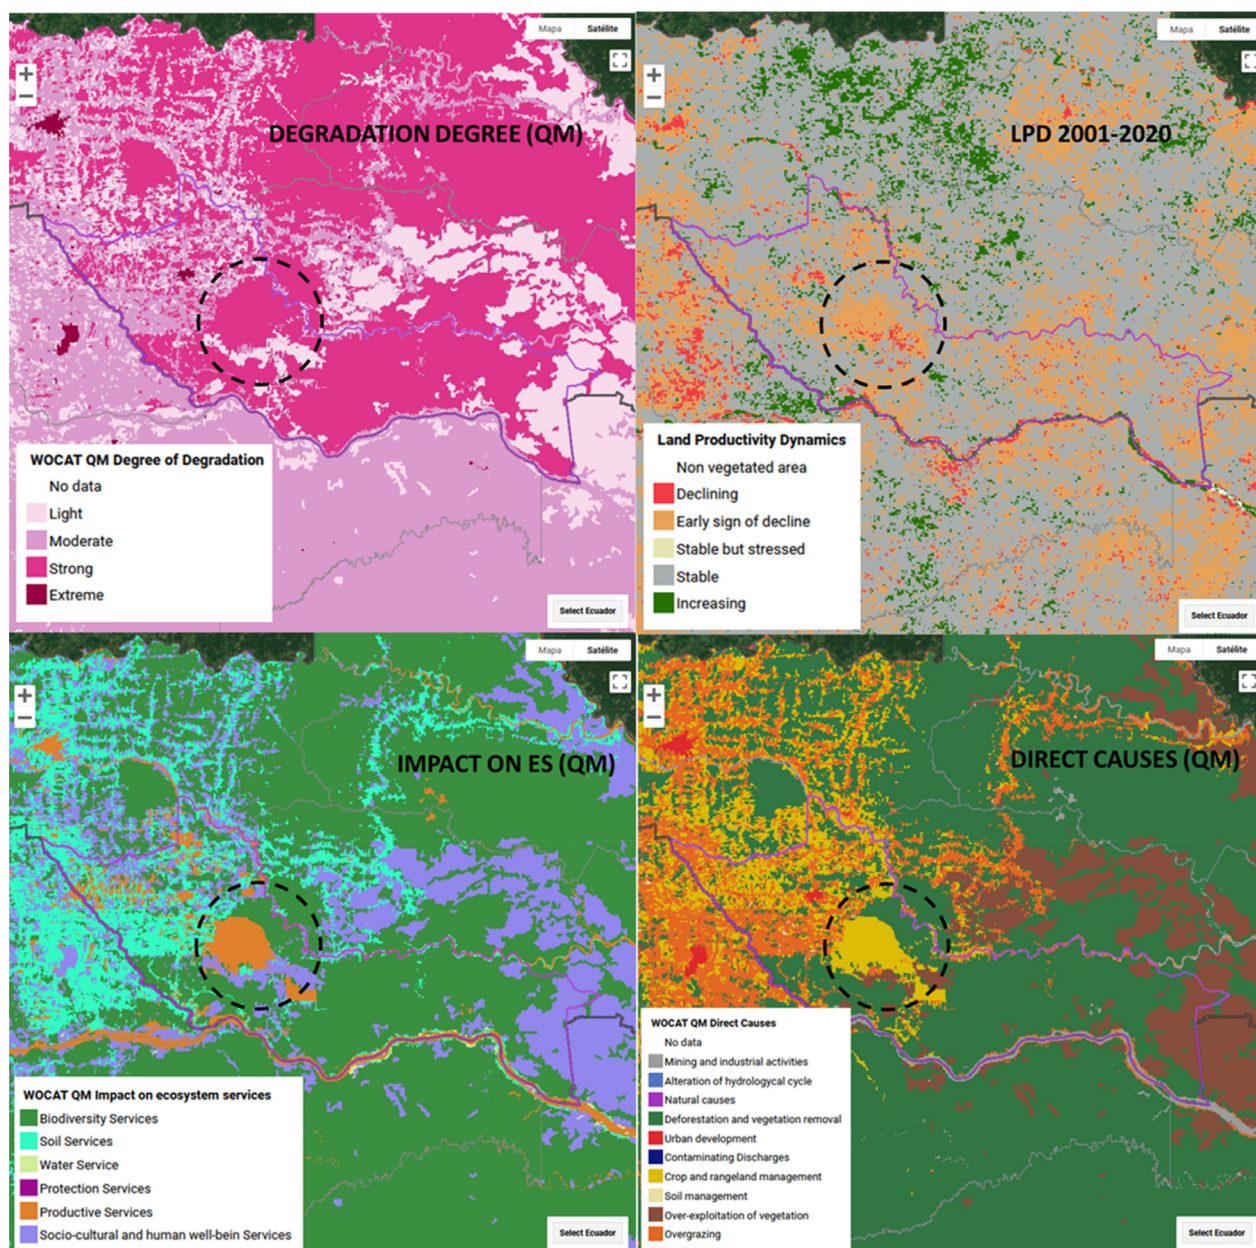 Mapa
Satélite
+
−
DEGRADATION DEGREE (QM)
WOCAT QM Degree of Degradation
No data
Light
Moderate
Strong
Extreme
Select Ecuador
Mapa
Satélite
+
−
LPD 2001-2020
Land Productivity Dynamics
Non vegetated area
Declining
Early sign of decline
Stable but stressed
Stable
Increasing
Select Ecuador
Mapa
Satélite
+
−
IMPACT ON ES (QM)
WOCAT QM Impact on ecosystem services
Biodiversity Services
Soil Services
Water Service
Protection Services
Productive Services
Socio-cultural and human well-bein Services
Select Ecuador
Mapa
Satélite
+
−
DIRECT CAUSES (QM)
WOCAT QM Direct Causes
No data
Mining and industrial activities
Alteration of hydrologycal cycle
Natural causes
Deforestation and vegetation removal
Urban development
Contaminating Discharges
Crop and rangeland management
Soil management
Over-exploitation of vegetation
Overgrazing
Select Ecuador